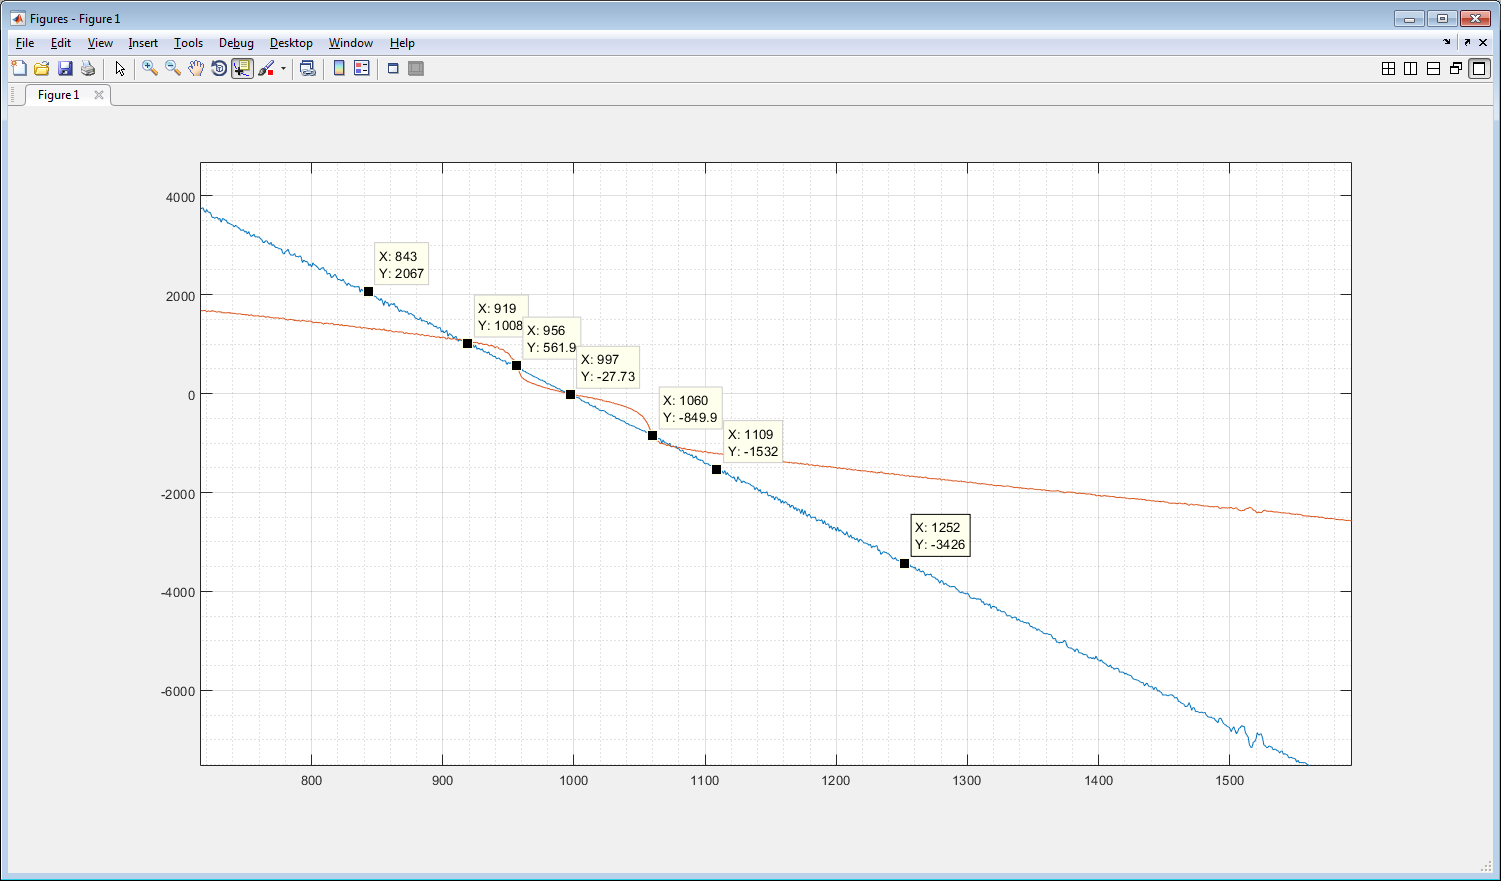 Figures - Figure 1
File Edit View Insert Tools Debug Desktop Window Help
Figure 1
4000
2000
0
-2000
-4000
-6000
X: 843
Y: 2067
X: 919
Y: 1008
X: 956
Y: 561.9
X: 997
Y: -27.73
X: 1060
Y: -849.9
X: 1109
Y: -1532
X: 1252
Y: -3426
800 900 1000 1100 1200 1300 1400 1500